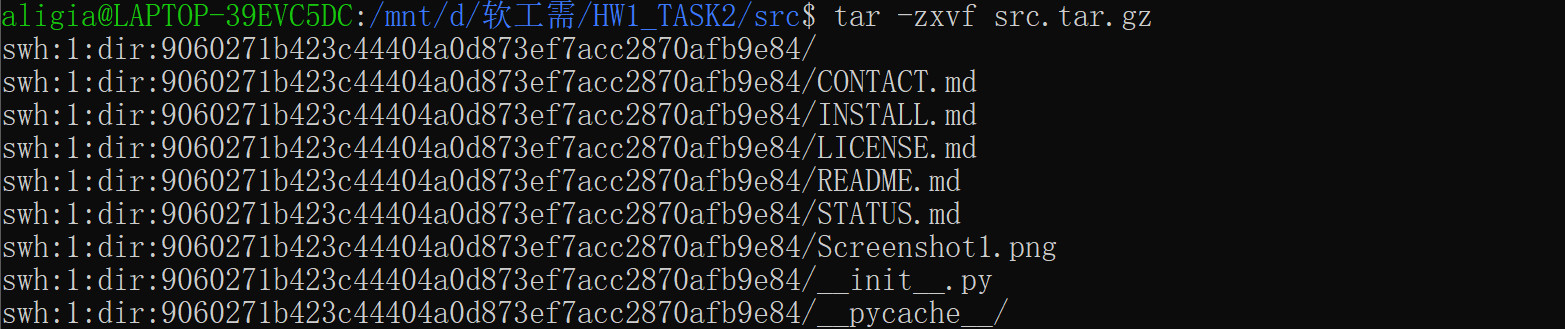 aligia@LAPTOP-39EVC5DC:/mnt/d/软工需/HW1_TASK2/src$ tar -zxvf src.tar.gz
swh:1:dir:9060271b423c44404a0d873ef7acc2870afb9e84/
swh:1:dir:9060271b423c44404a0d873ef7acc2870afb9e84/CONTACT.md
swh:1:dir:9060271b423c44404a0d873ef7acc2870afb9e84/INSTALL.md
swh:1:dir:9060271b423c44404a0d873ef7acc2870afb9e84/LICENSE.md
swh:1:dir:9060271b423c44404a0d873ef7acc2870afb9e84/README.md
swh:1:dir:9060271b423c44404a0d873ef7acc2870afb9e84/STATUS.md
swh:1:dir:9060271b423c44404a0d873ef7acc2870afb9e84/Screenshot1.png
swh:1:dir:9060271b423c44404a0d873ef7acc2870afb9e84/__init__.py
swh:1:dir:9060271b423c44404a0d873ef7acc2870afb9e84/__pycache__/